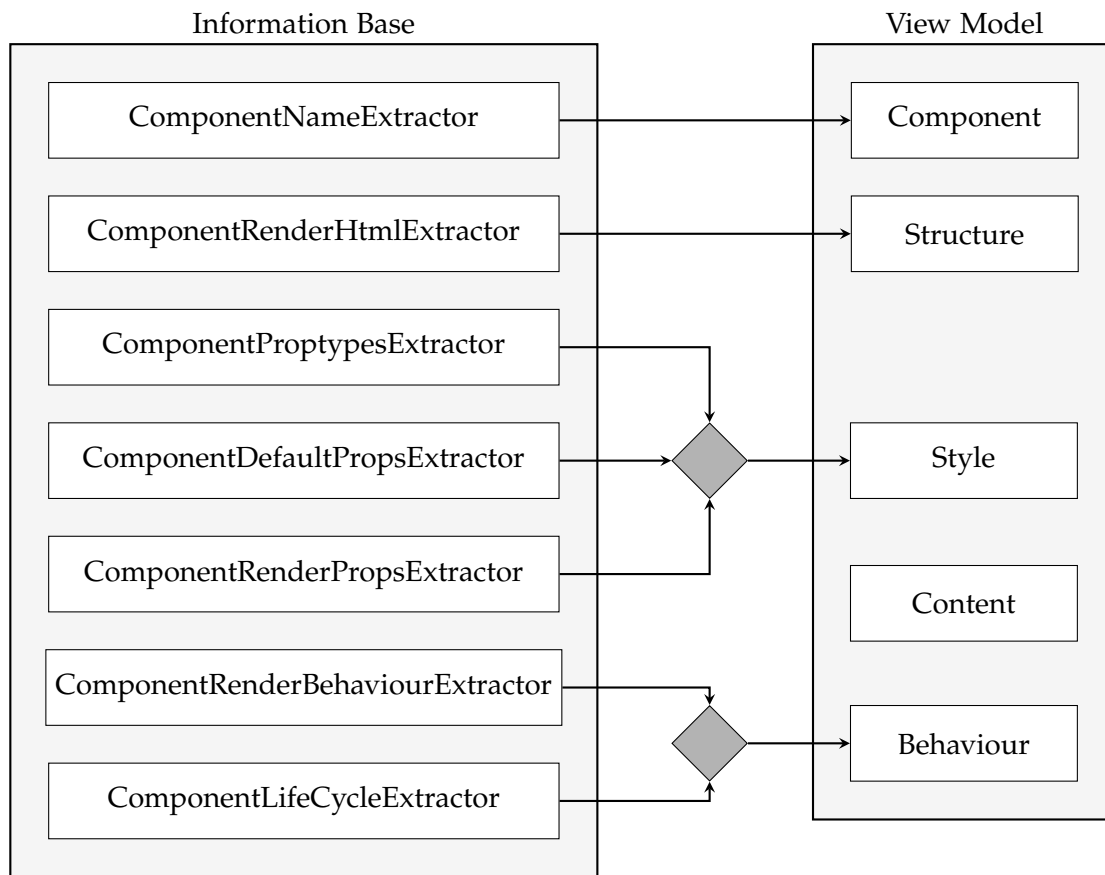 Information Base
ComponentNameExtractor
ComponentRenderHtmlExtractor
ComponentProptypesExtractor
ComponentDefaultPropsExtractor
ComponentRenderPropsExtractor
ComponentRenderBehaviourExtractor
ComponentLifeCycleExtractor
View Model
Component
Structure
Style
Content
Behaviour